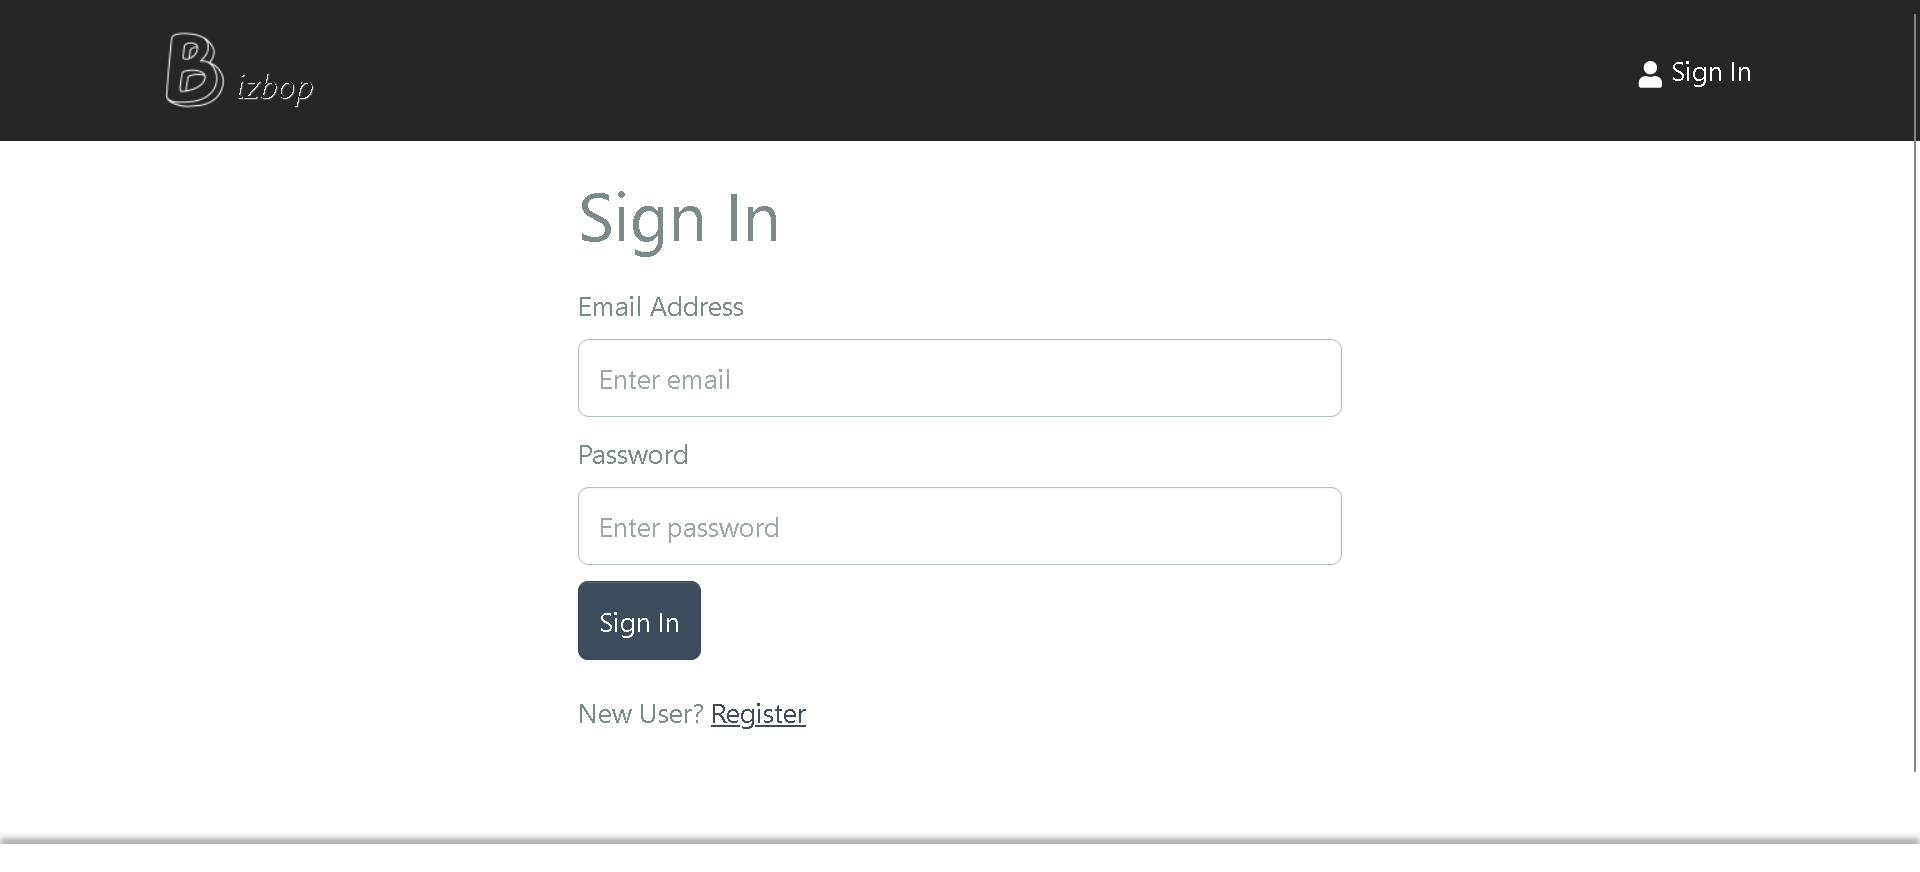 Bizbop
Sign In
Sign In
Email Address
Enter email
Password
Enter password
Sign In
New User? Register